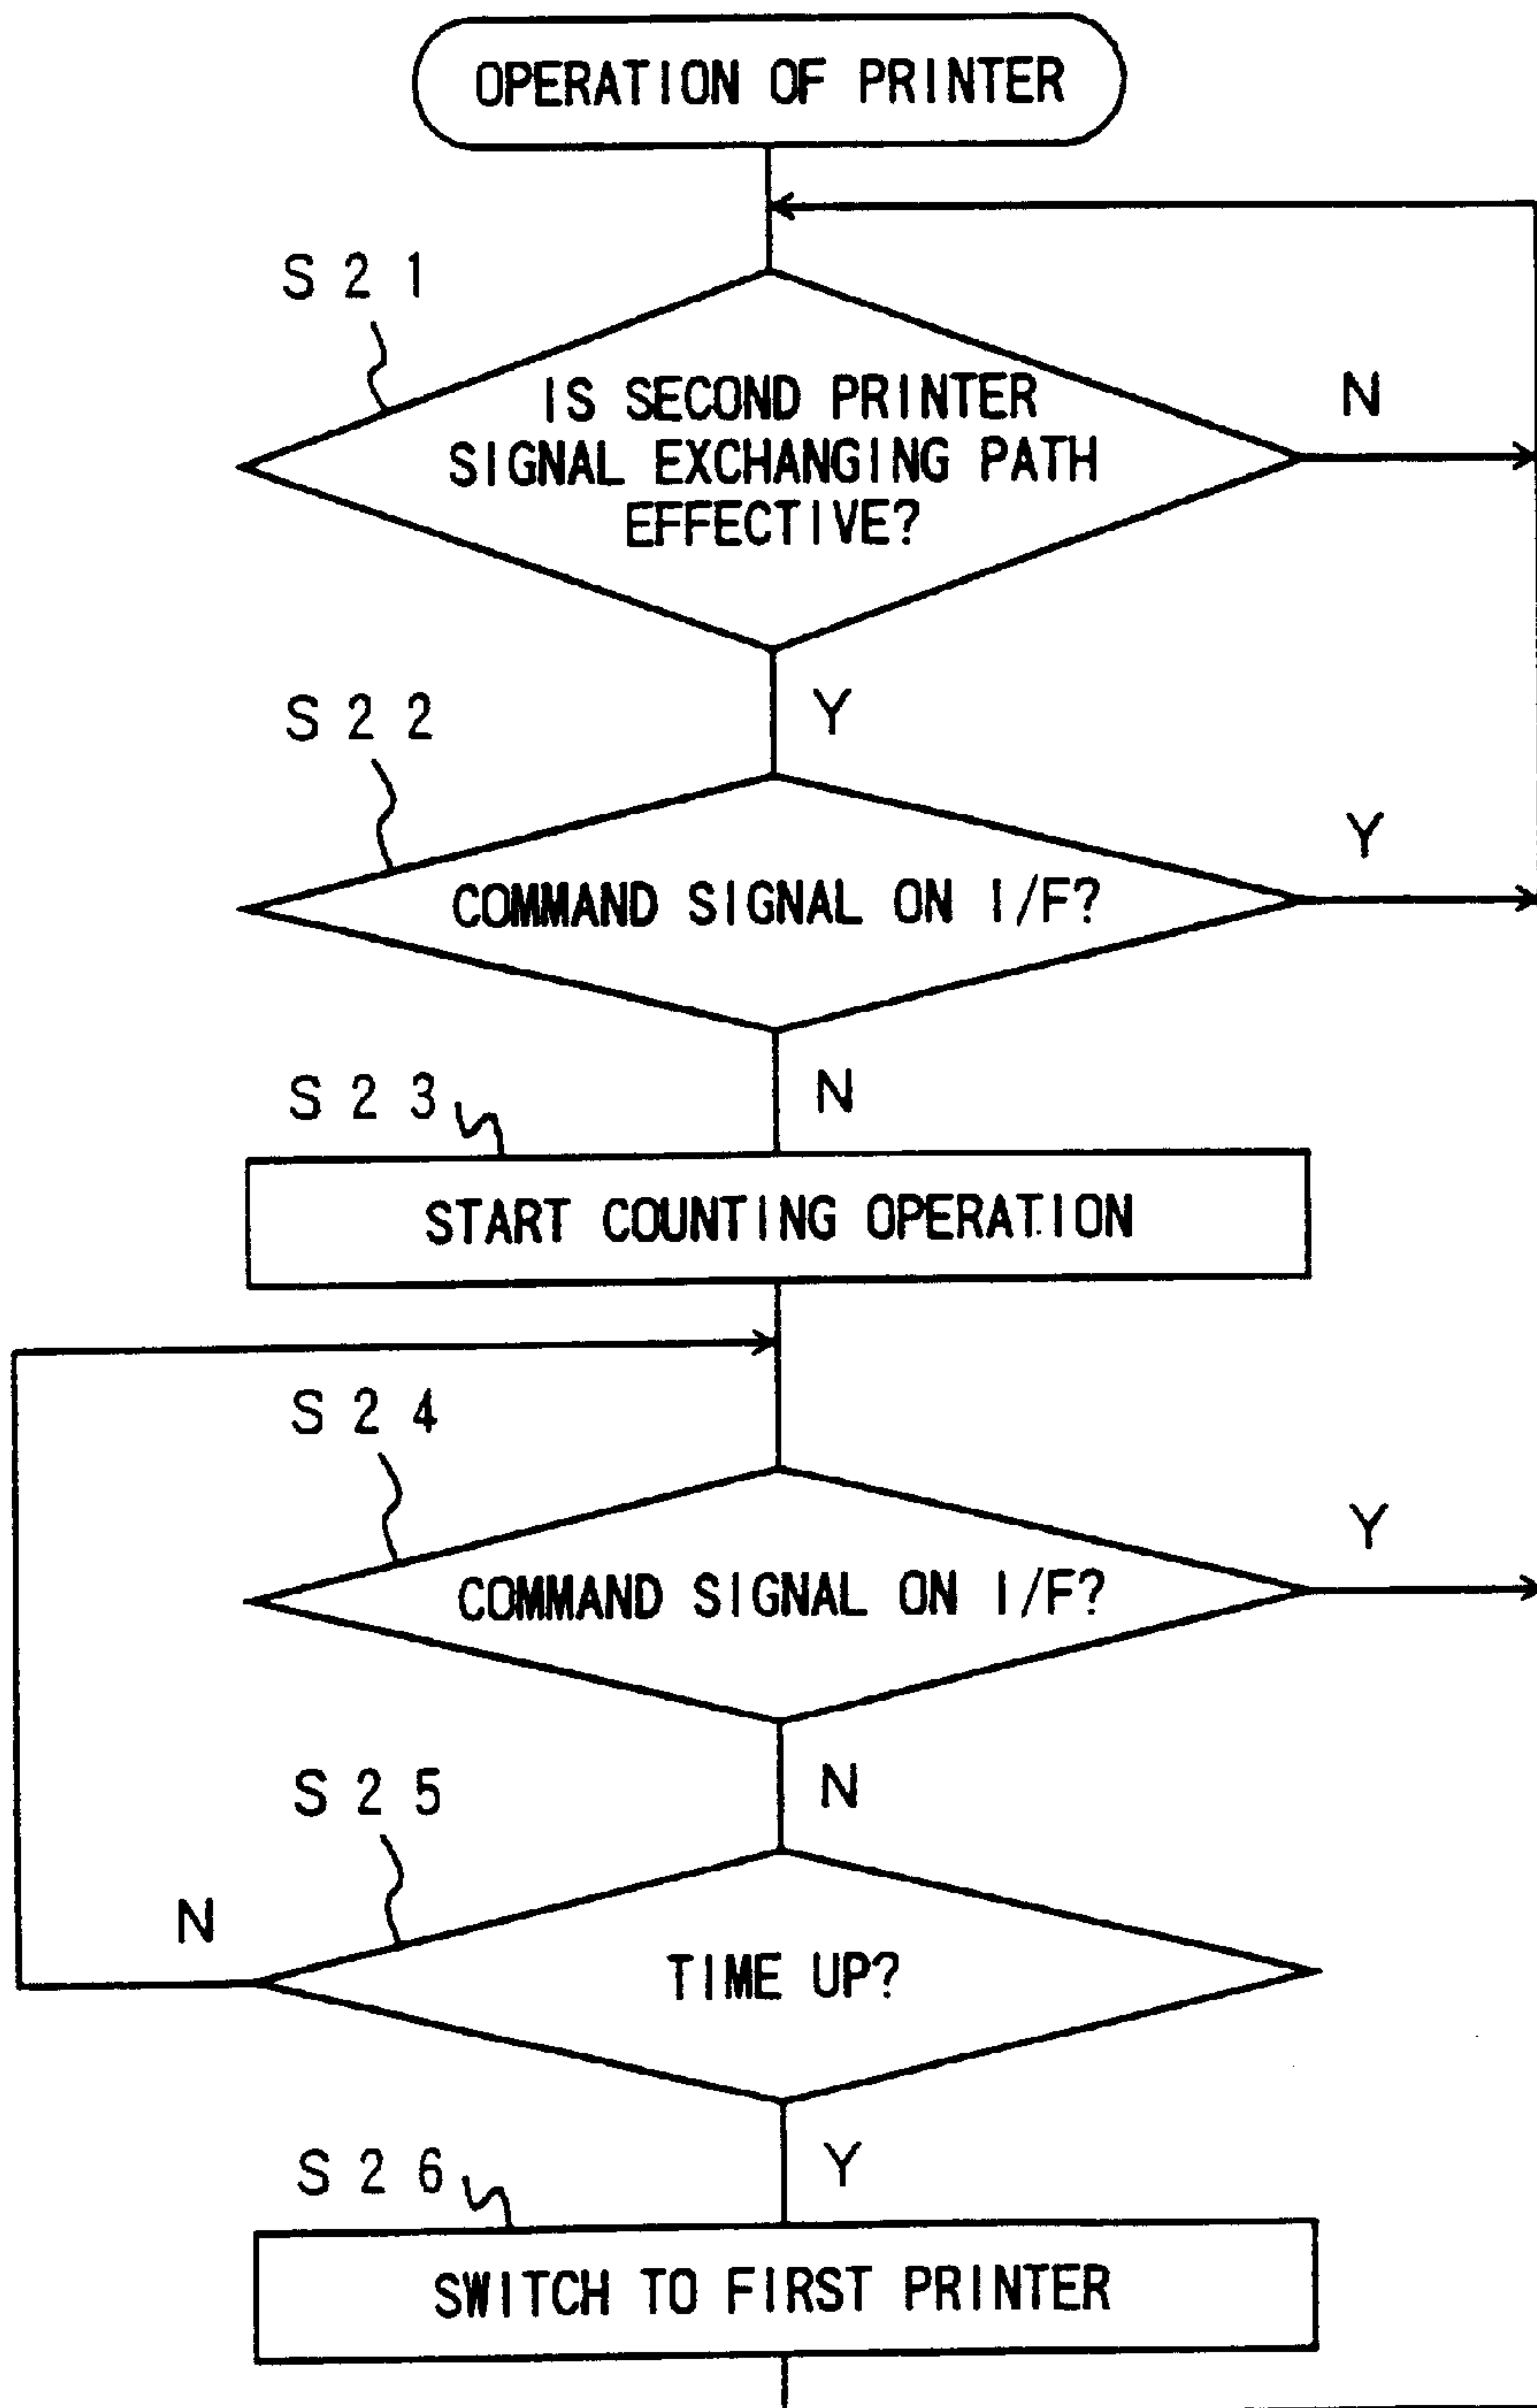 OPERATION OF PRINTER
S21
IS SECOND PRINTER
SIGNAL EXCHANGING PATH
EFFECTIVE?
N
Y
S22
COMMAND SIGNAL ON I/F?
Y
N
S23
START COUNTING OPERATION
S24
COMMAND SIGNAL ON I/F?
Y
N
S25
N
TIME UP?
Y
S26
SWITCH TO FIRST PRINTER